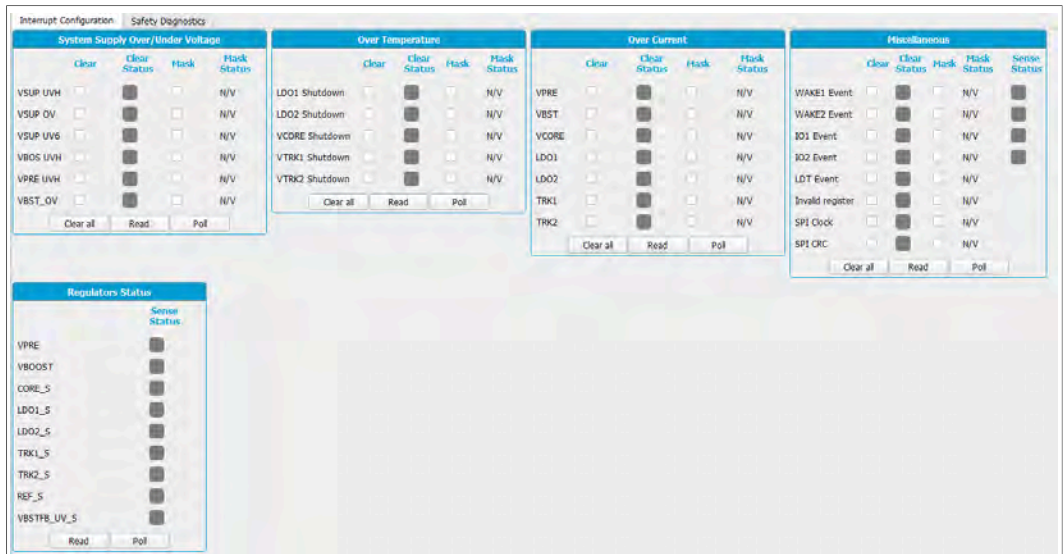 Interrupt Configuration Safety Diagnostics
System Supply Over/Under Voltage
Clear Clear Status Mask Mask Status
VSUP UVH N/V
VSUP OV N/V
VSUP UV6 N/V
VBOS UVH N/V
VPRE UVH N/V
VBST_OV N/V
Clear all Read Poll
Over Temperature
Clear Clear Status Mask Mask Status
LDO1 Shutdown N/V
LDO2 Shutdown N/V
VCORE Shutdown N/V
VTRK1 Shutdown N/V
VTRK2 Shutdown N/V
Clear all Read Poll
Over Current
Clear Clear Status Mask Mask Status
VPRE N/V
VBST N/V
VCORE N/V
LDO1 N/V
LDO2 N/V
TRK1 N/V
TRK2 N/V
Clear all Read Poll
Miscellaneous
Clear Clear Status Mask Mask Status Sense Status
WAKE1 Event N/V
WAKE2 Event N/V
IO1 Event N/V
IO2 Event N/V
LDT Event N/V
Invalid register N/V
SPI Clock N/V
SPI CRC N/V
Clear all Read Poll
Regulators Status
Sense Status
VPRE
VBOOST
CORE_S
LDO1_S
LDO2_S
TRK1_S
TRK2_S
REF_S
VBSTFB_UV_S
Read Poll